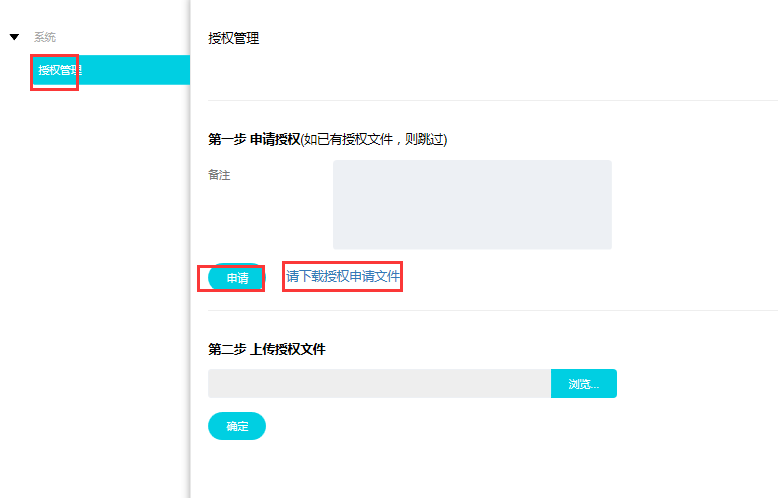 系统
授权管理
授权管理
第一步 申请授权(如已有授权文件，则跳过)
备注
申请
请下载授权申请文件
第二步 上传授权文件
浏览...
确定